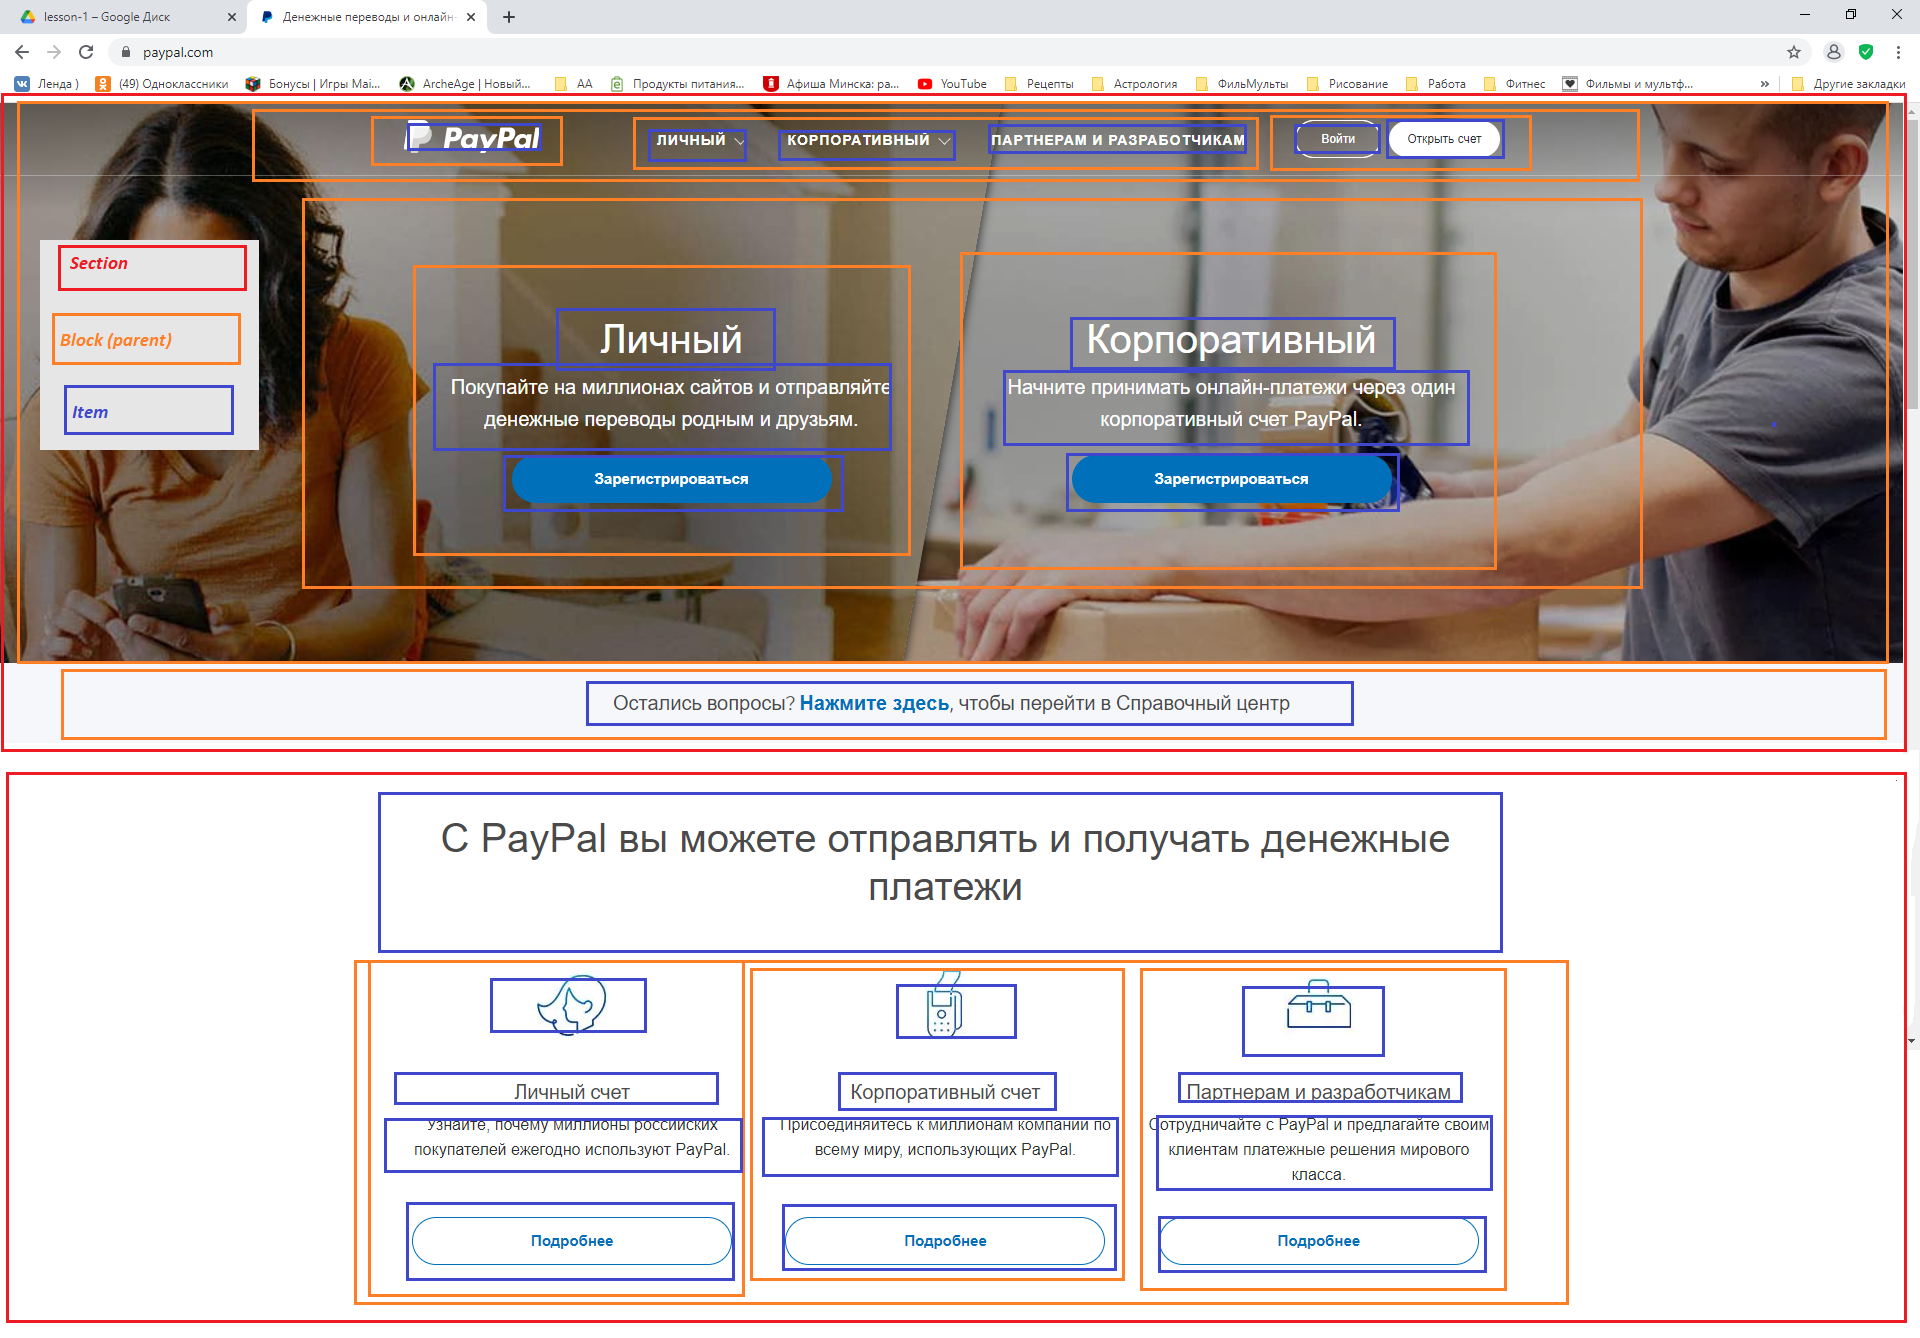 lesson-1 – Google Диск
Денежные переводы и онлайн-
paypal.com
Лента )
(49) Одноклассники
Бонусы | Игры Mai...
ArcheAge | Новый...
АА
Продукты питания...
Афиша Минска: ра...
YouTube
Рецепты
Астрология
ФильМульты
Рисование
Работа
Фитнес
Фильмы и мультф...
»
Другие закладки
PayPal
ЛИЧНЫЙ
КОРПОРАТИВНЫЙ
ПАРТНЕРАМ И РАЗРАБОТЧИКАМ
Войти
Открыть счет
Section
Block (parent)
Item
Личный
Покупайте на миллионах сайтов и отправляйте
денежные переводы родным и друзьям.
Зарегистрироваться
Корпоративный
Начните принимать онлайн-платежи через один
корпоративный счет PayPal.
Зарегистрироваться
Остались вопросы? Нажмите здесь, чтобы перейти в Справочный центр
С PayPal вы можете отправлять и получать денежные
платежи
Личный счет
Узнайте, почему миллионы российских
покупателей ежегодно используют PayPal.
Подробнее
Корпоративный счет
Присоединяйтесь к миллионам компаний по
всему миру, использующих PayPal.
Подробнее
Партнерам и разработчикам
Сотрудничайте с PayPal и предлагайте своим
клиентам платежные решения мирового
класса.
Подробнее